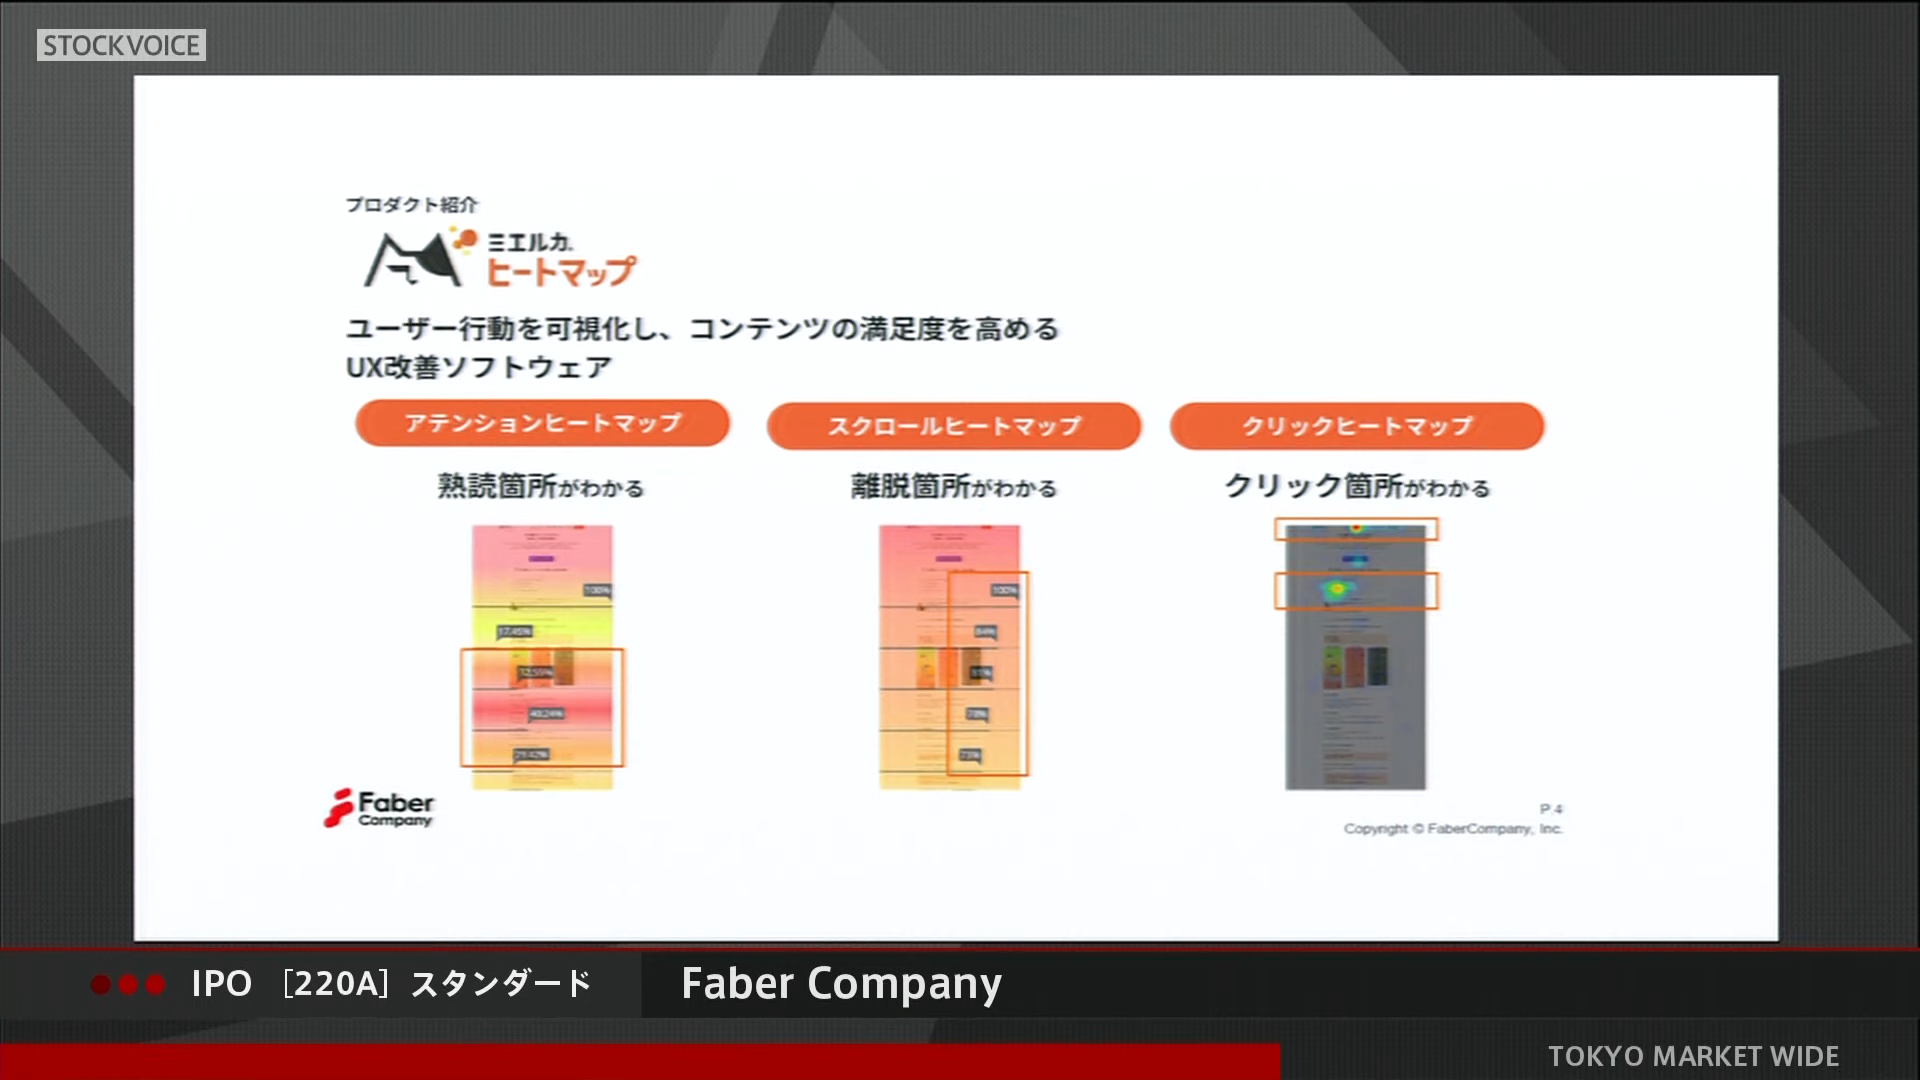 STOCKVOICE
プロダクト紹介
ミエルカ
ヒートマップ
ユーザー行動を可視化し、コンテンツの満足度を高める
UX改善ソフトウェア
アテンションヒートマップ
スクロールヒートマップ
クリックヒートマップ
熟読箇所がわかる
離脱箇所がわかる
クリック箇所がわかる
100%
17.45%
100%
84%
Faber
Company
P.4
Copyright © FaberCompany, Inc.
IPO [220A] スタンダード
Faber Company
TOKYO MARKET WIDE